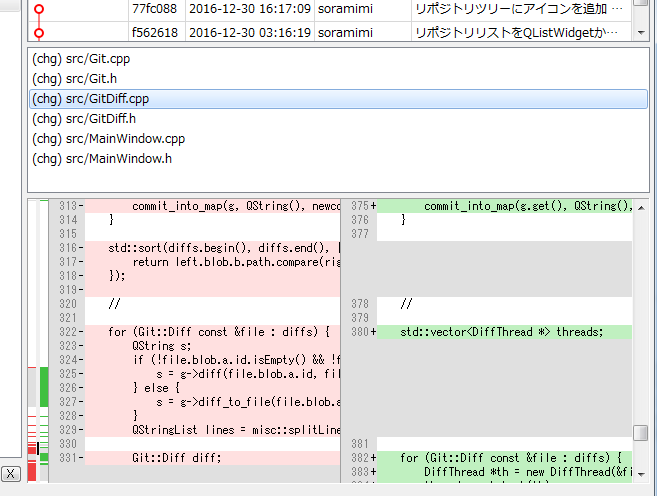 77fc088 2016-12-30 16:17:09 soramimi リポジトリツリーにアイコンを追加 …
f562618 2016-12-30 03:16:19 soramimi リポジトリリストをQListWidgetか…
(chg) src/Git.cpp
(chg) src/Git.h
(chg) src/GitDiff.cpp
(chg) src/GitDiff.h
(chg) src/MainWindow.cpp
(chg) src/MainWindow.h
313- commit_into_map(g, QString(), newco
314 }
315
316- std::sort(diffs.begin(), diffs.end(), [
317- return left.blob.b.path.compare(rig
318- });
319-
320 //
321
322- for (Git::Diff const &file : diffs) {
323- QString s;
324- if (!file.blob.a.id.isEmpty() && !f
325- s = g->diff(file.blob.a.id, fil
326- } else {
327- s = g->diff_to_file(file.blob.a
328- }
329- QStringList lines = misc::splitLine
330
331- Git::Diff diff;
375+ commit_into_map(g.get(), QString(),
376 }
377
378 //
379
380+ std::vector<DiffThread *> threads;
381
382+ for (Git::Diff const &file : diffs) {
383+ DiffThread *th = new DiffThread(&fi
X